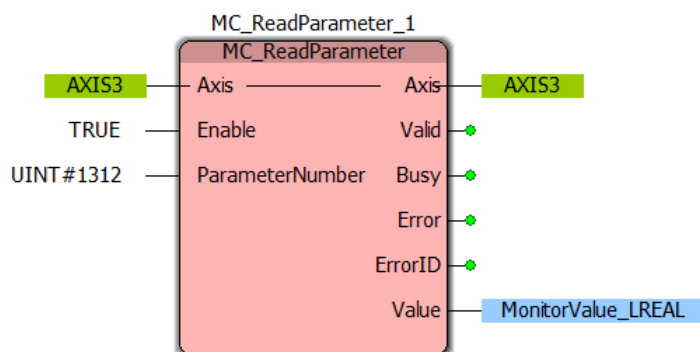 MC_ReadParameter_1
MC_ReadParameter
AXIS3 Axis Axis AXIS3
TRUE Enable Valid
UINT#1312 ParameterNumber Busy
Error
ErrorID
Value MonitorValue_LREAL